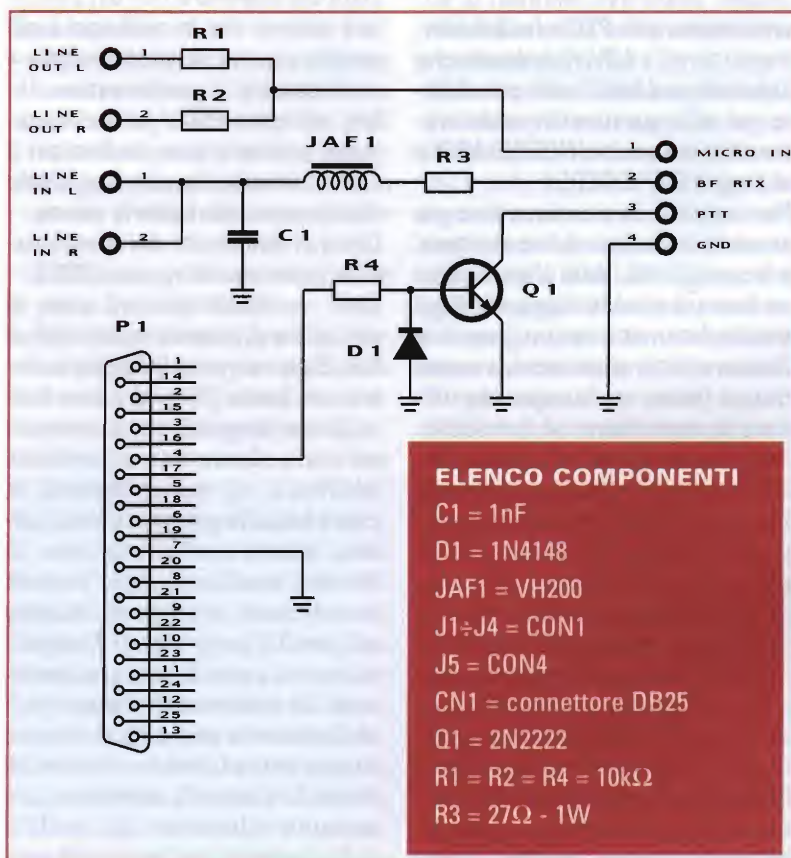 R1
LINE
OUT L
1
R2
LINE
OUT R
2
JAF1
R3
1
MICRO IN
LINE
IN L
1
2
BF RTX
3
PTT
LINE
IN R
2
C1
4
GND
R4
Q1
P1
D1
1
14
2
15
3
16
4
17
5
18
6
19
7
20
8
21
9
22
10
23
11
24
12
25
13
ELENCO COMPONENTI
C1 = 1nF
D1 = 1N4148
JAF1 = VH200
J1÷J4 = CON1
J5 = CON4
CN1 = connettore DB25
Q1 = 2N2222
R1 = R2 = R4 = 10kΩ
R3 = 27Ω - 1W